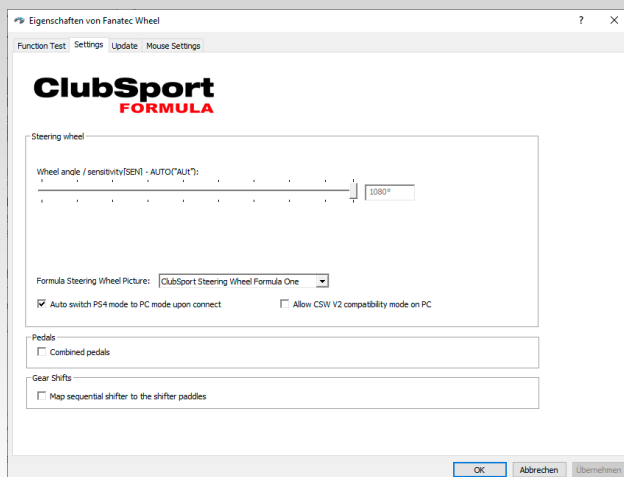 Eigenschaften von Fanatec Wheel
Function Test Settings Update Mouse Settings
ClubSport
FORMULA
Steering wheel
Wheel angle / sensitivity[SEN] - AUTO("AUt"):
1080°
Formula Steering Wheel Picture: ClubSport Steering Wheel Formula One
Auto switch PS4 mode to PC mode upon connect Allow CSW V2 compatibility mode on PC
Pedals
Combined pedals
Gear Shifts
Map sequential shifter to the shifter paddles
OK Abbrechen Übernehmen